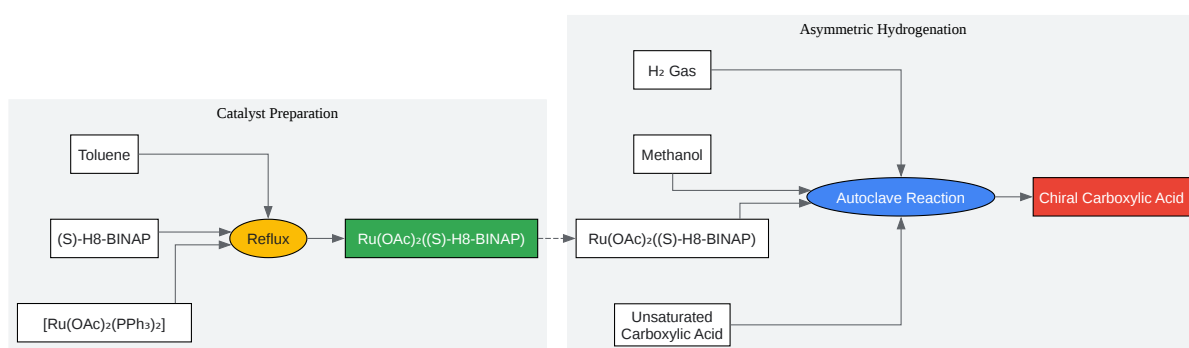 Catalyst Preparation
Toluene
(S)-H8-BINAP
[Ru(OAc)₂(PPh₃)₂]
Reflux
Ru(OAc)₂((S)-H8-BINAP)
Asymmetric Hydrogenation
H₂ Gas
Methanol
Ru(OAc)₂((S)-H8-BINAP)
Unsaturated
Carboxylic Acid
Autoclave Reaction
Chiral Carboxylic Acid